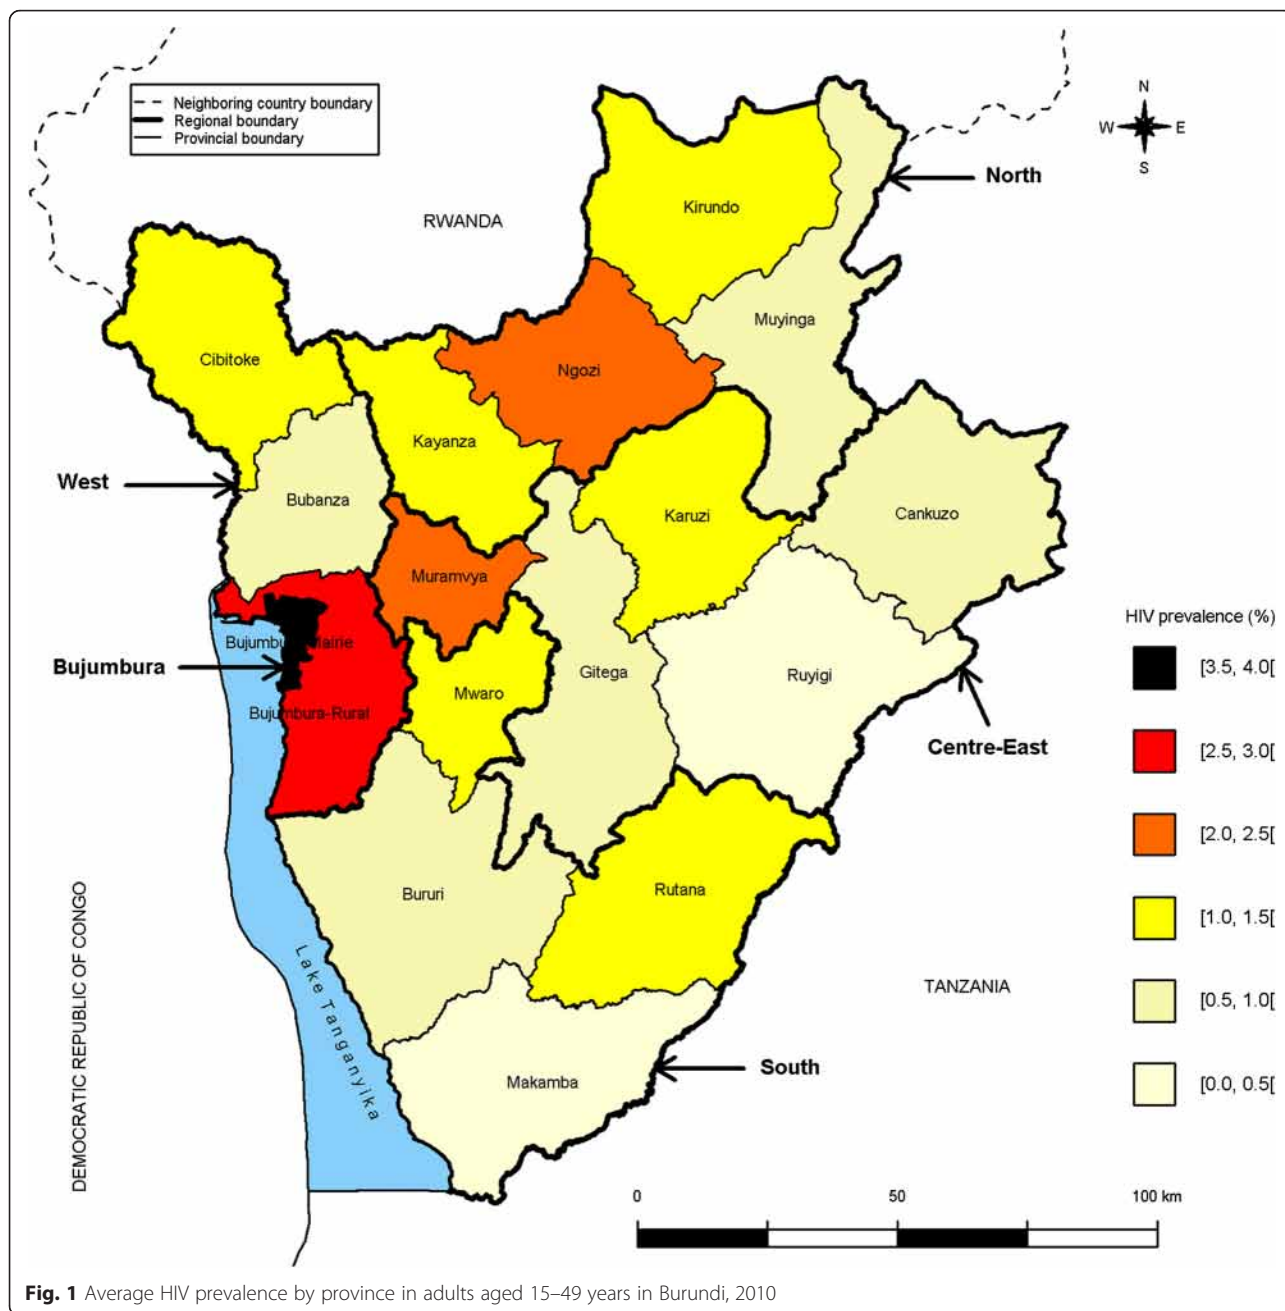 Neighboring country boundary
Regional boundary
Provincial boundary
N
W E
S
North
Kirundo
RWANDA
Muyinga
Cibitoke
Ngozi
Kayanza
West
Bubanza
Karuzi
Cankuzo
Muramvya
HIV prevalence (%)
Bujumbura-Mairie
Bujumbura
[3.5, 4.0[
Gitega
Ruyigi
Mwaro
Bujumbura-Rural
Centre-East
[2.5, 3.0[
[2.0, 2.5[
Bururi
Rutana
[1.0, 1.5[
DEMOCRATIC REPUBLIC OF CONGO
Lake Tanganyika
TANZANIA
[0.5, 1.0[
South
Makamba
[0.0, 0.5[
0 50 100 km
Fig. 1 Average HIV prevalence by province in adults aged 15–49 years in Burundi, 2010